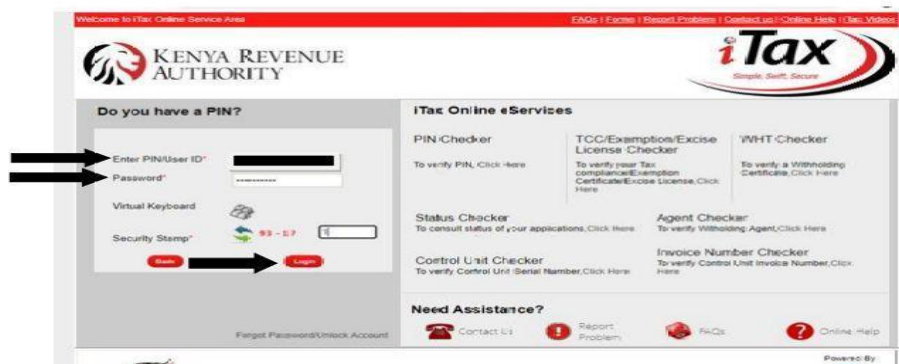 Welcome to iTax Online Service Area
FAQs | Forms | Report Problem | Contact us | Online Help | iTax Videos
KENYA REVENUE
AUTHORITY
iTax
Simple, Swift, Secure
Do you have a PIN?
Enter PIN/User ID*
Password*
Virtual Keyboard
Security Stamp*
Back
Login
Forgot Password/Unlock Account
iTax Online eServices
PIN Checker
To verify PIN, Click Here
TCC/Exemption/Excise
License Checker
To verify your Tax
compliance/Exemption
Certificate/Excise License,Click
Here
WHT Checker
To verify a Withholding
Certificate,Click Here
Status Checker
To consult status of your applications,Click Here
Agent Checker
To verify Witholding Agent,Click Here
Control Unit Checker
To verify Control Unit Serial Number,Click Here
Invoice Number Checker
To verify Control Unit Invoice Number,Click
Here
Need Assistance?
Contact Us
Report
Problem
FAQs
Online Help
Powered By